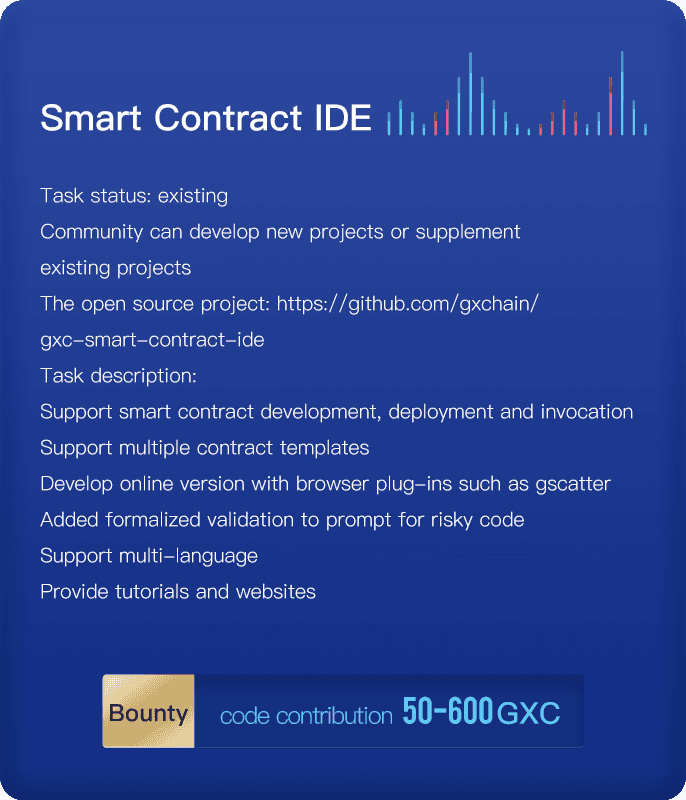 Smart Contract IDE
Task status: existing
Community can develop new projects or supplement
existing projects
The open source project: https://github.com/gxchain/
gxc-smart-contract-ide
Task description:
Support smart contract development, deployment and invocation
Support multiple contract templates
Develop online version with browser plug-ins such as gscatter
Added formalized validation to prompt for risky code
Support multi-language
Provide tutorials and websites
Bounty code contribution 50-600 GXC